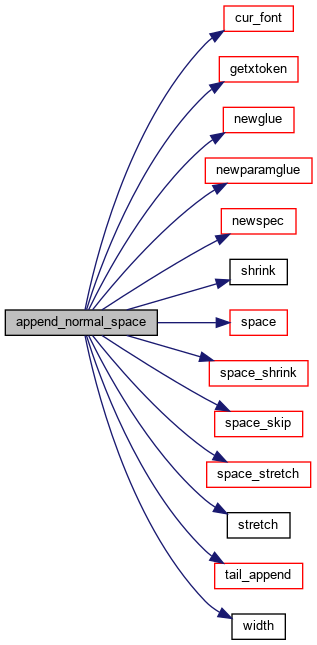 cur_font
getxtoken
newglue
newparamglue
newspec
shrink
append_normal_space
space
space_shrink
space_skip
space_stretch
stretch
tail_append
width